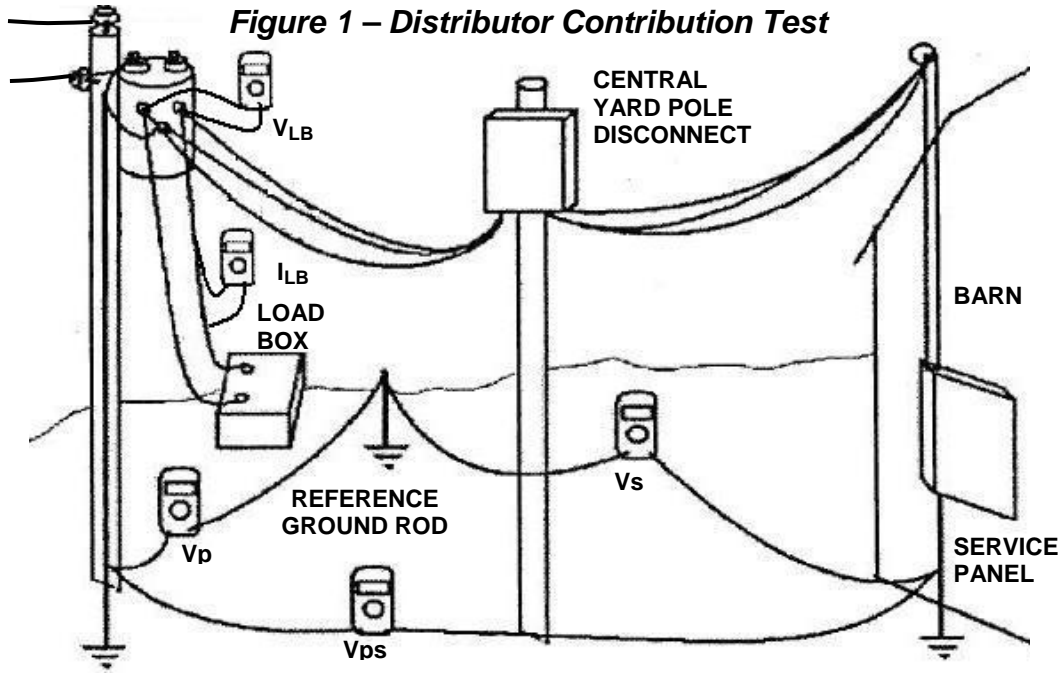 Figure 1 – Distributor Contribution Test
CENTRAL
YARD POLE
DISCONNECT
VLB
ILB
LOAD
BOX
BARN
Vs
REFERENCE
GROUND ROD
Vp
SERVICE
PANEL
Vps